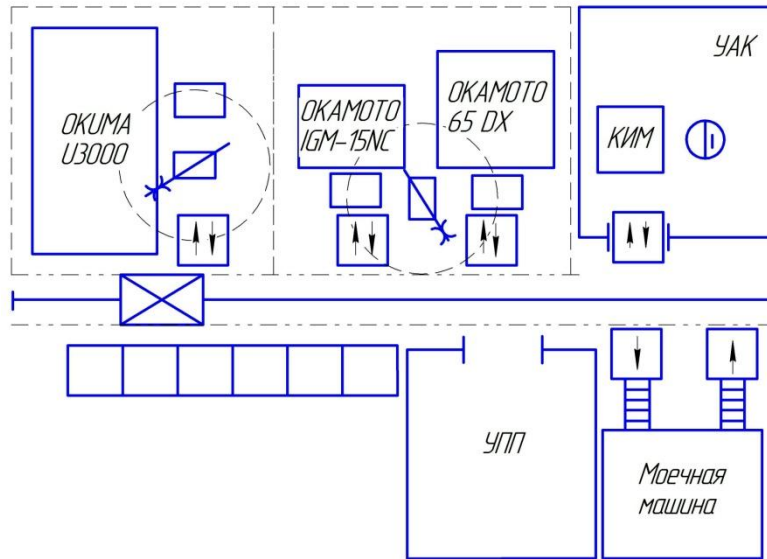 OKUMA
U3000
OKAMOTO
IGM-15NC
OKAMOTO
65 DX
УАК
КИМ
УПП
Моечная
машина